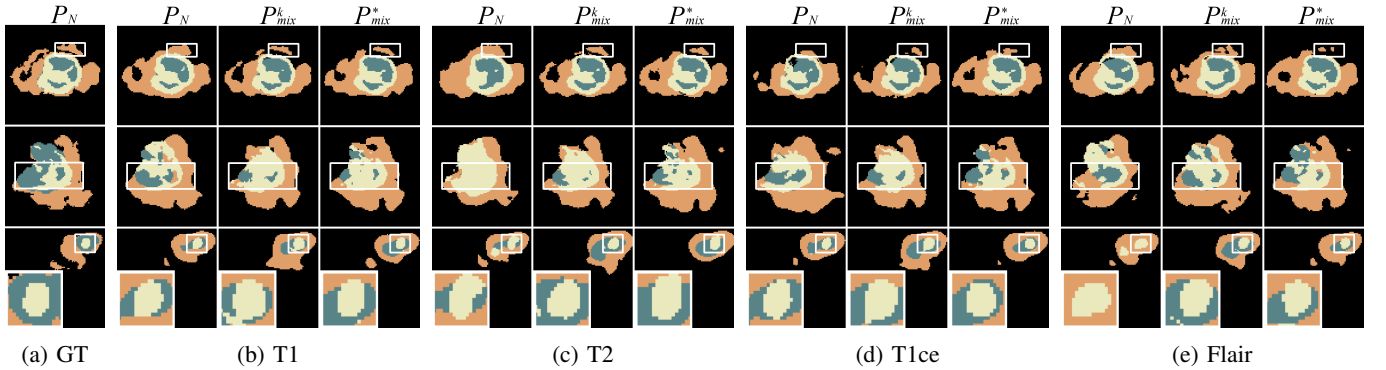 P_N P_N P^k_mix P^*_mix P_N P^k_mix P^*_mix P_N P^k_mix P^*_mix P_N P^k_mix P^*_mix
(a) GT (b) T1 (c) T2 (d) T1ce (e) Flair